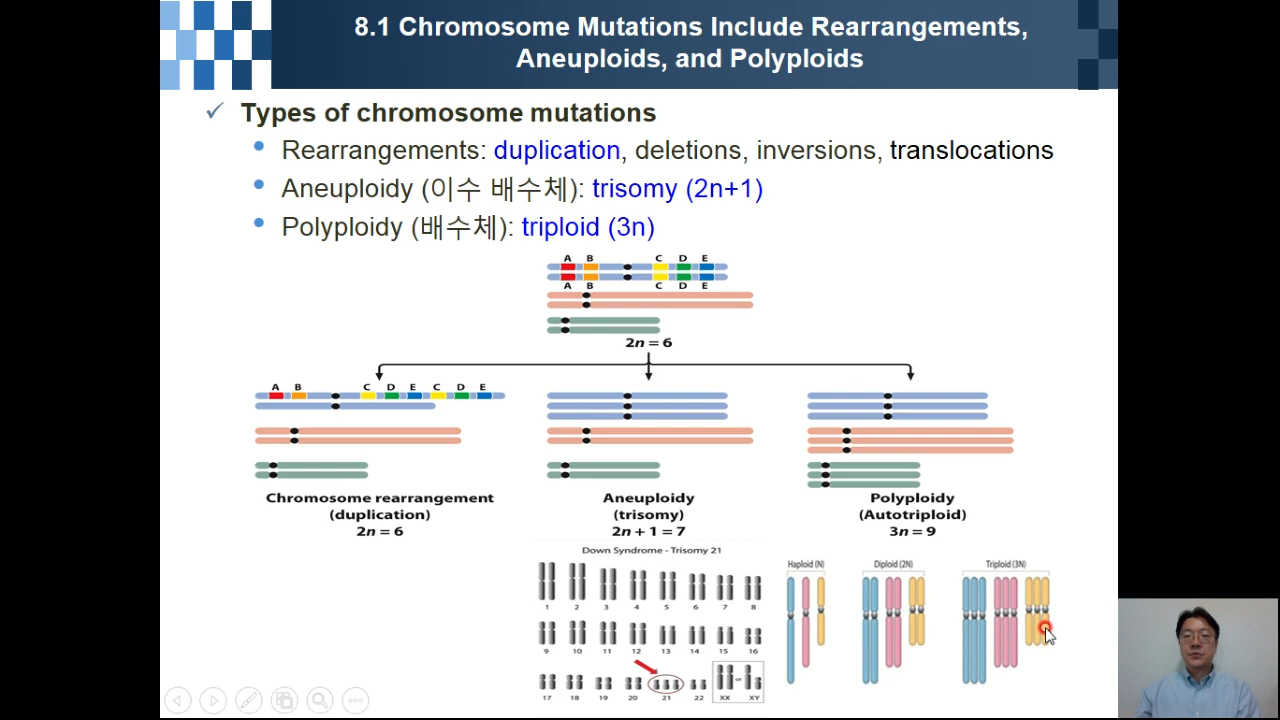 8.1 Chromosome Mutations Include Rearrangements,
Aneuploids, and Polyploids
Types of chromosome mutations
Rearrangements: duplication, deletions, inversions, translocations
Aneuploidy (이수 배수체): trisomy (2n+1)
Polyploidy (배수체): triploid (3n)
A B C D E
A B C D E
2n = 6
A B C D E C D E
Chromosome rearrangement
(duplication)
2n = 6
Aneuploidy
(trisomy)
2n + 1 = 7
Polyploidy
(Autotriploid)
3n = 9
Down Syndrome - Trisomy 21
1 2 3 4 5 6 7 8
9 10 11 12 13 14 15 16
17 18 19 20 21 22 XX or XY
Haploid (N) Diploid (2N) Triploid (3N)